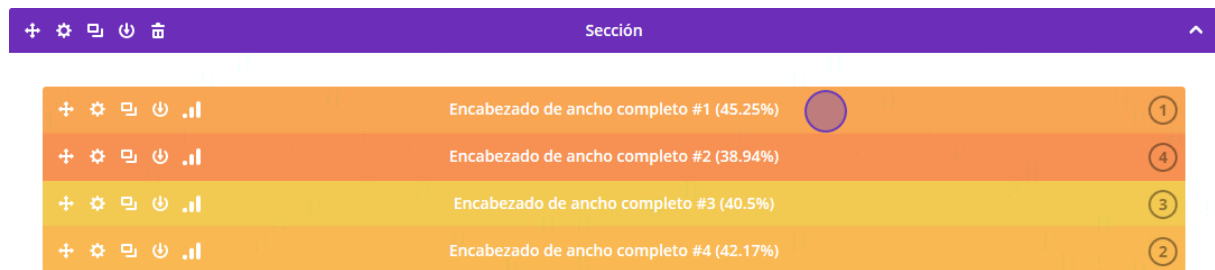 Sección
Encabezado de ancho completo #1 (45.25%) 1
Encabezado de ancho completo #2 (38.94%) 4
Encabezado de ancho completo #3 (40.5%) 3
Encabezado de ancho completo #4 (42.17%) 2